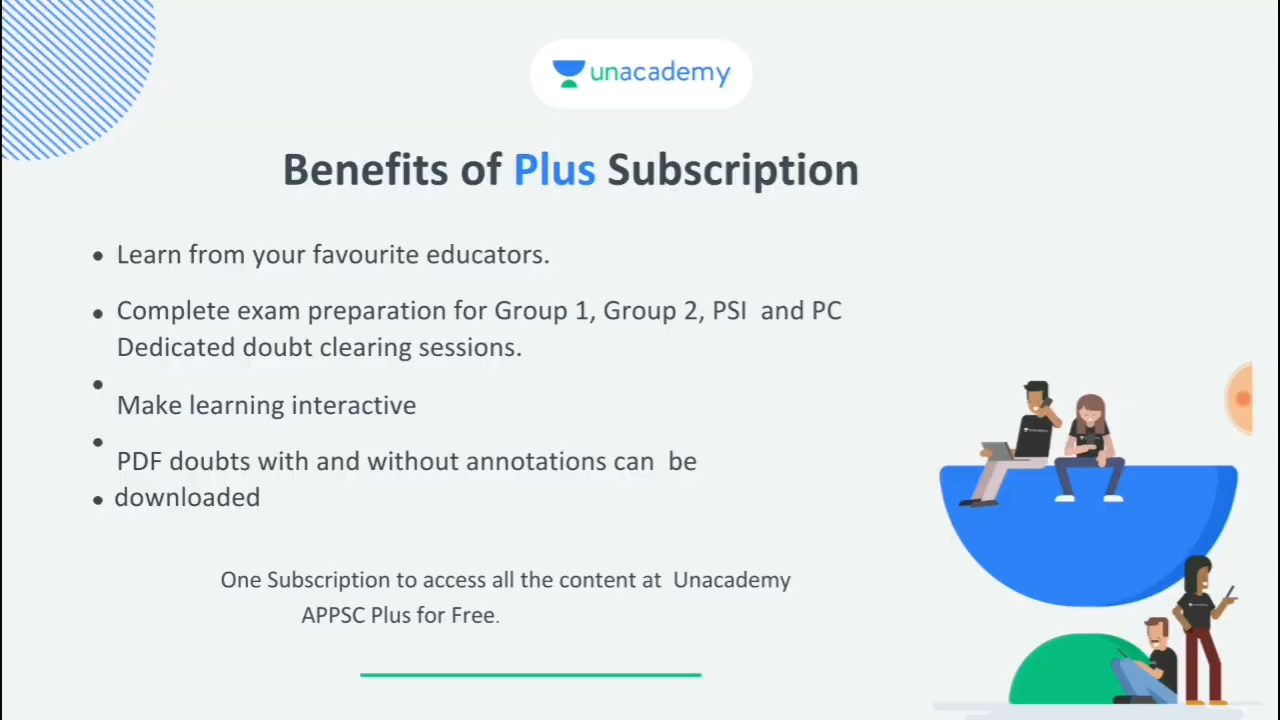 unacademy
Benefits of Plus Subscription
• Learn from your favourite educators.
• Complete exam preparation for Group 1, Group 2, PSI and PC
Dedicated doubt clearing sessions.
•
Make learning interactive
•
PDF doubts with and without annotations can be
• downloaded
One Subscription to access all the content at Unacademy
APPSC Plus for Free.